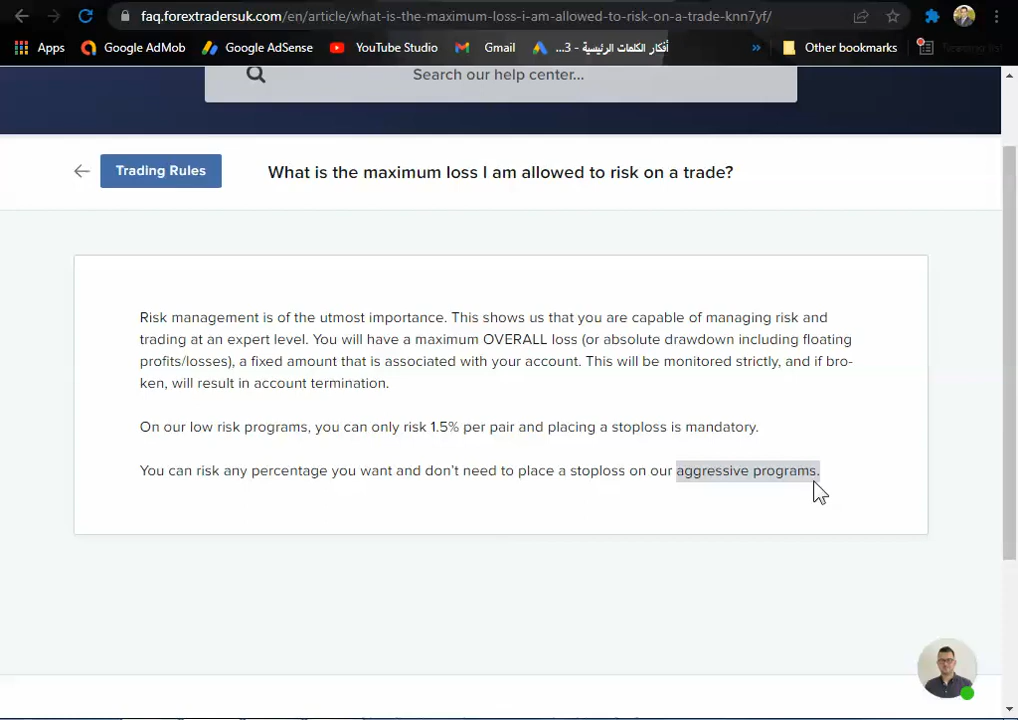 faq.forextradersuk.com/en/article/what-is-the-maximum-loss-i-am-allowed-to-risk-on-a-trade-knn7yf/
Apps Google AdMob Google AdSense YouTube Studio Gmail أفكار الكلمات الرئيسية - 3... » Other bookmarks Reading list
Search our help center...
Trading Rules What is the maximum loss I am allowed to risk on a trade?
Risk management is of the utmost importance. This shows us that you are capable of managing risk and
trading at an expert level. You will have a maximum OVERALL loss (or absolute drawdown including floating
profits/losses), a fixed amount that is associated with your account. This will be monitored strictly, and if bro-
ken, will result in account termination.
On our low risk programs, you can only risk 1.5% per pair and placing a stoploss is mandatory.
You can risk any percentage you want and don't need to place a stoploss on our aggressive programs.